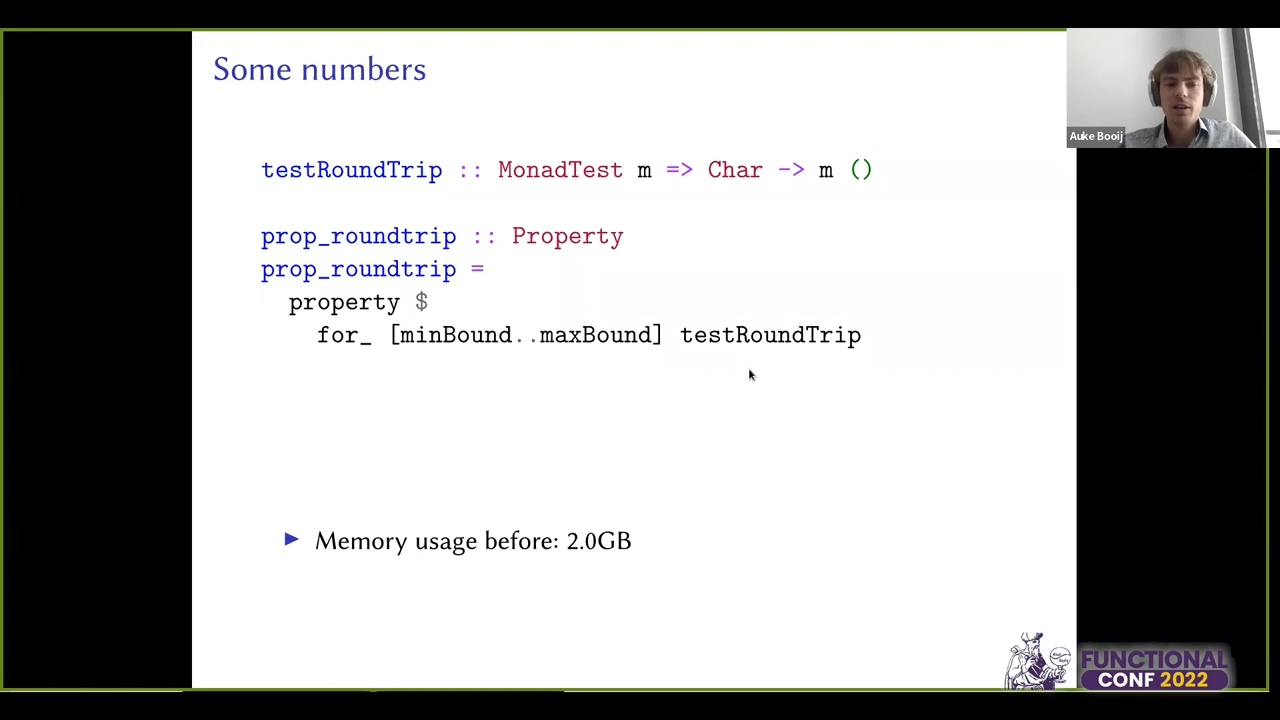 Some numbers
Auke Booij
testRoundTrip :: MonadTest m => Char -> m ()
prop_roundtrip :: Property
prop_roundtrip =
property $
for_ [minBound..maxBound] testRoundTrip
▶ Memory usage before: 2.0GB
FUNCTIONAL
CONF 2022